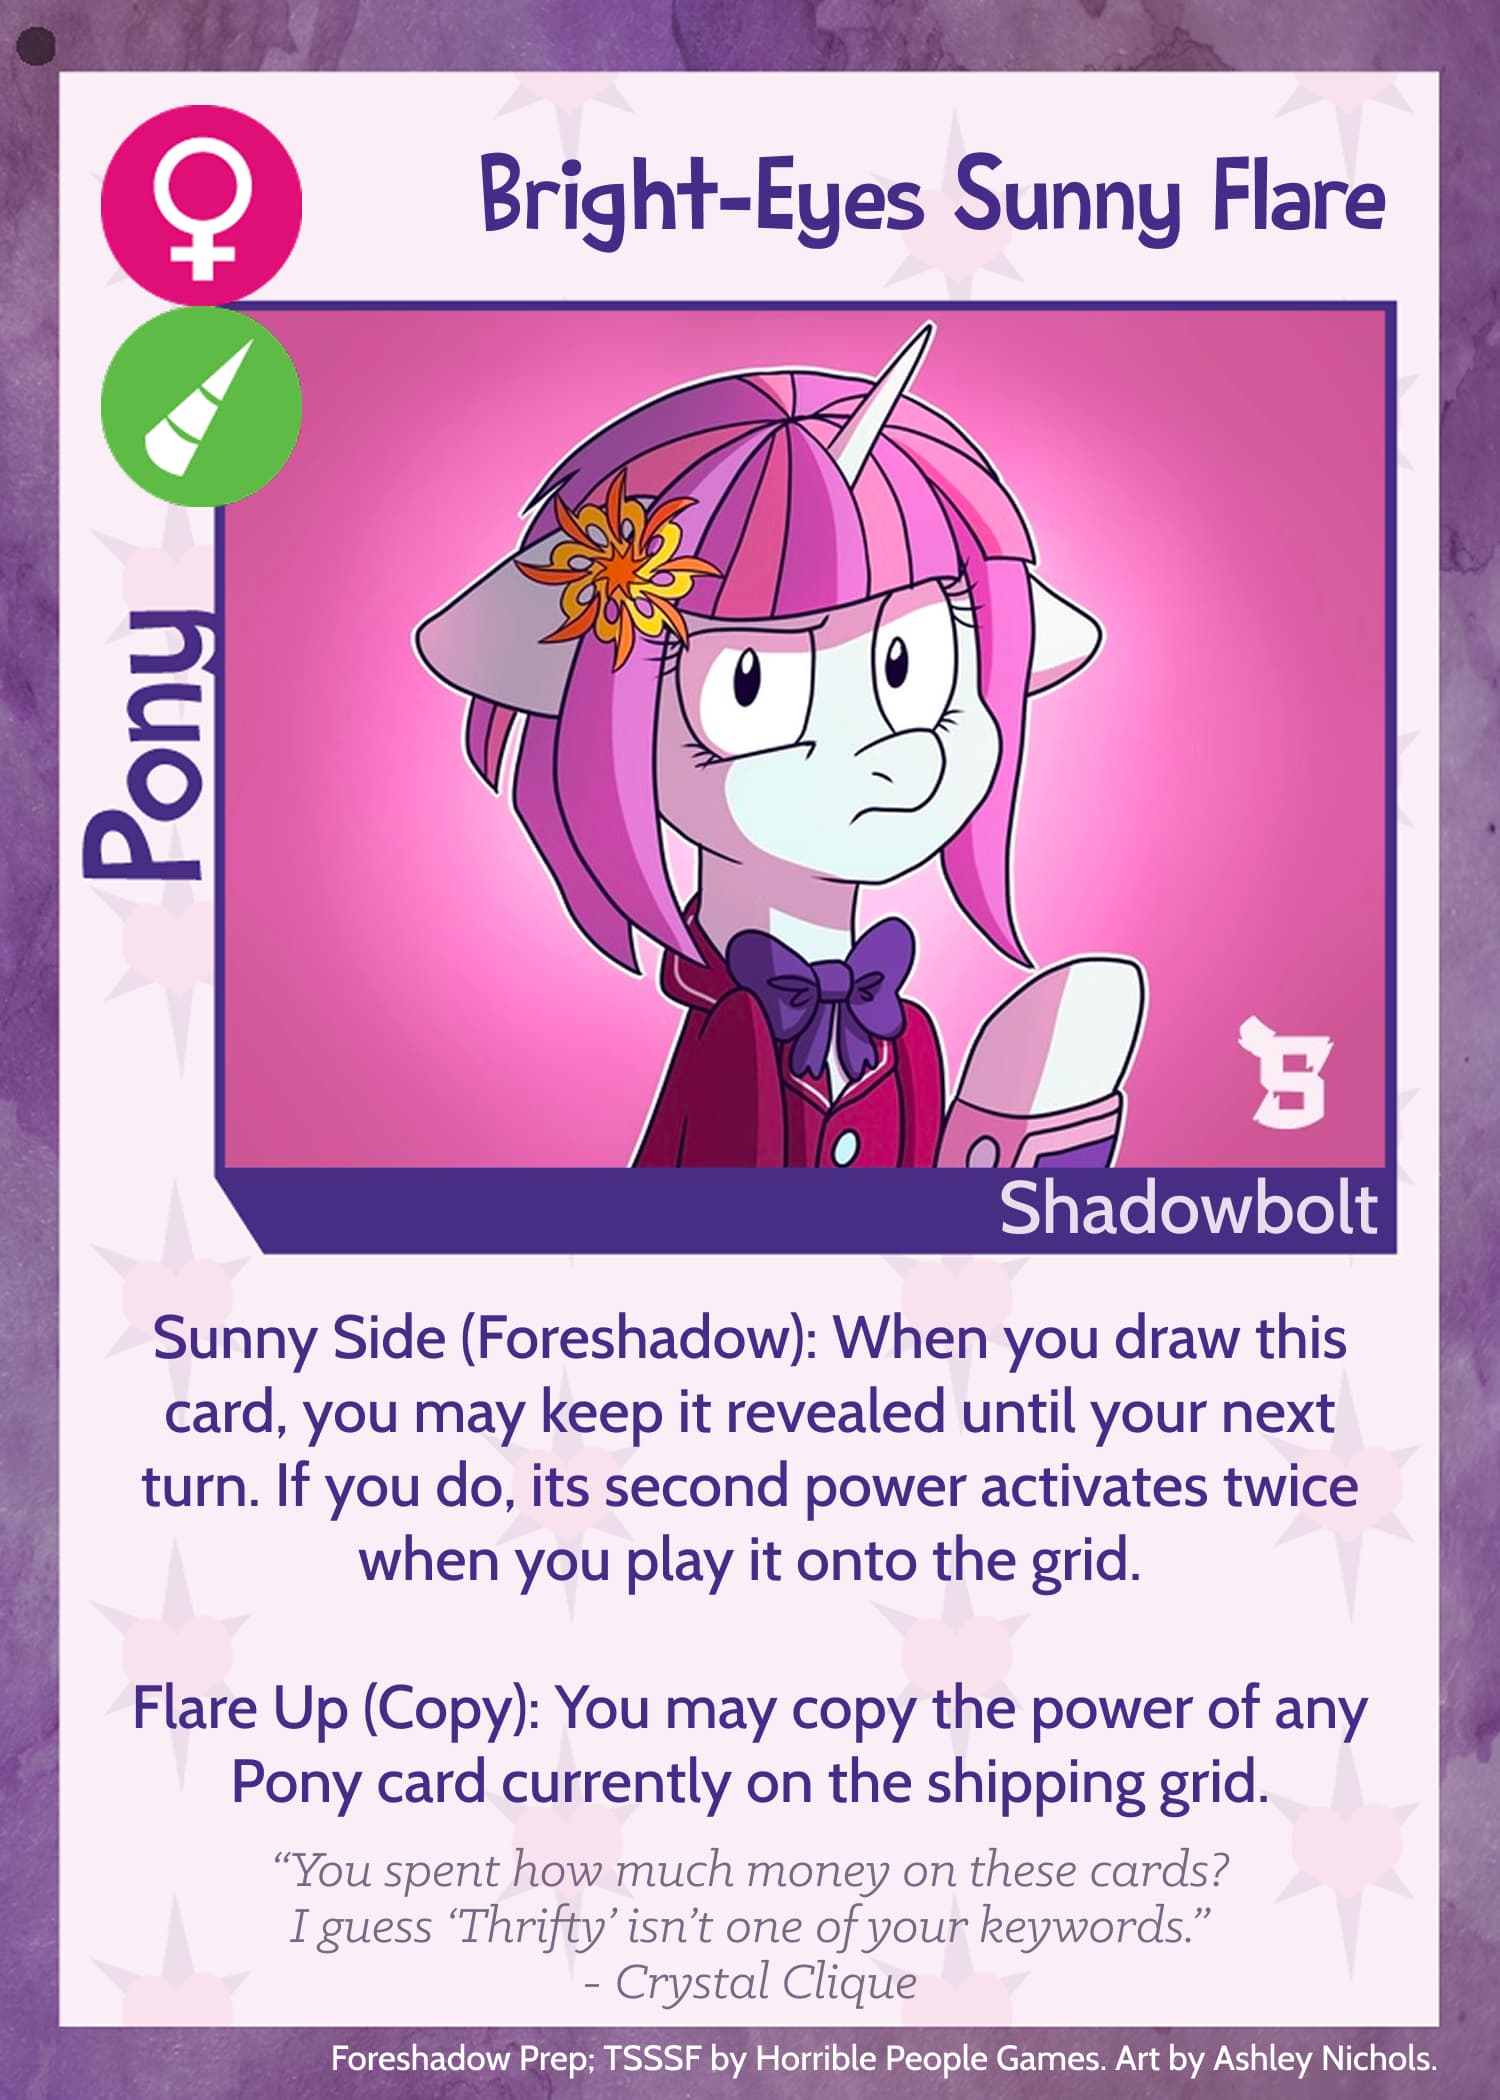 Bright-Eyes Sunny Flare
Pony
S
Shadowbolt
Sunny Side (Foreshadow): When you draw this
card, you may keep it revealed until your next
turn. If you do, its second power activates twice
when you play it onto the grid.
Flare Up (Copy): You may copy the power of any
Pony card currently on the shipping grid.
“You spent how much money on these cards?
I guess ‘Thrifty’ isn’t one of your keywords.”
- Crystal Clique
Foreshadow Prep; TSSSF by Horrible People Games. Art by Ashley Nichols.